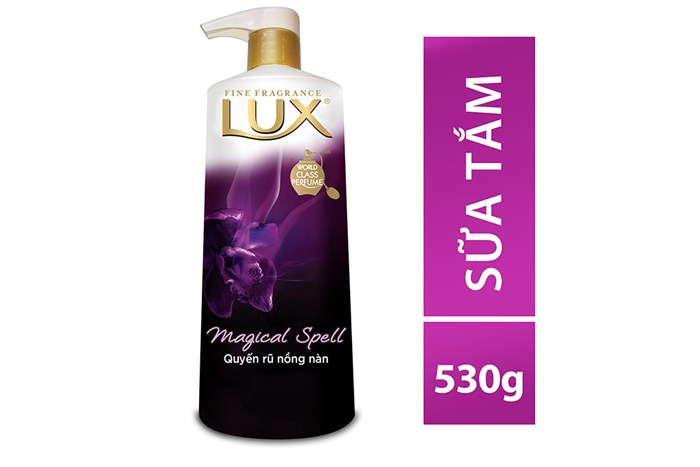 FINE FRAGRANCE
LUX®
WORLD
CLASS
PERFUME
Magical Spell
Quyến rũ nồng nàn
SỮA TẮM
530g